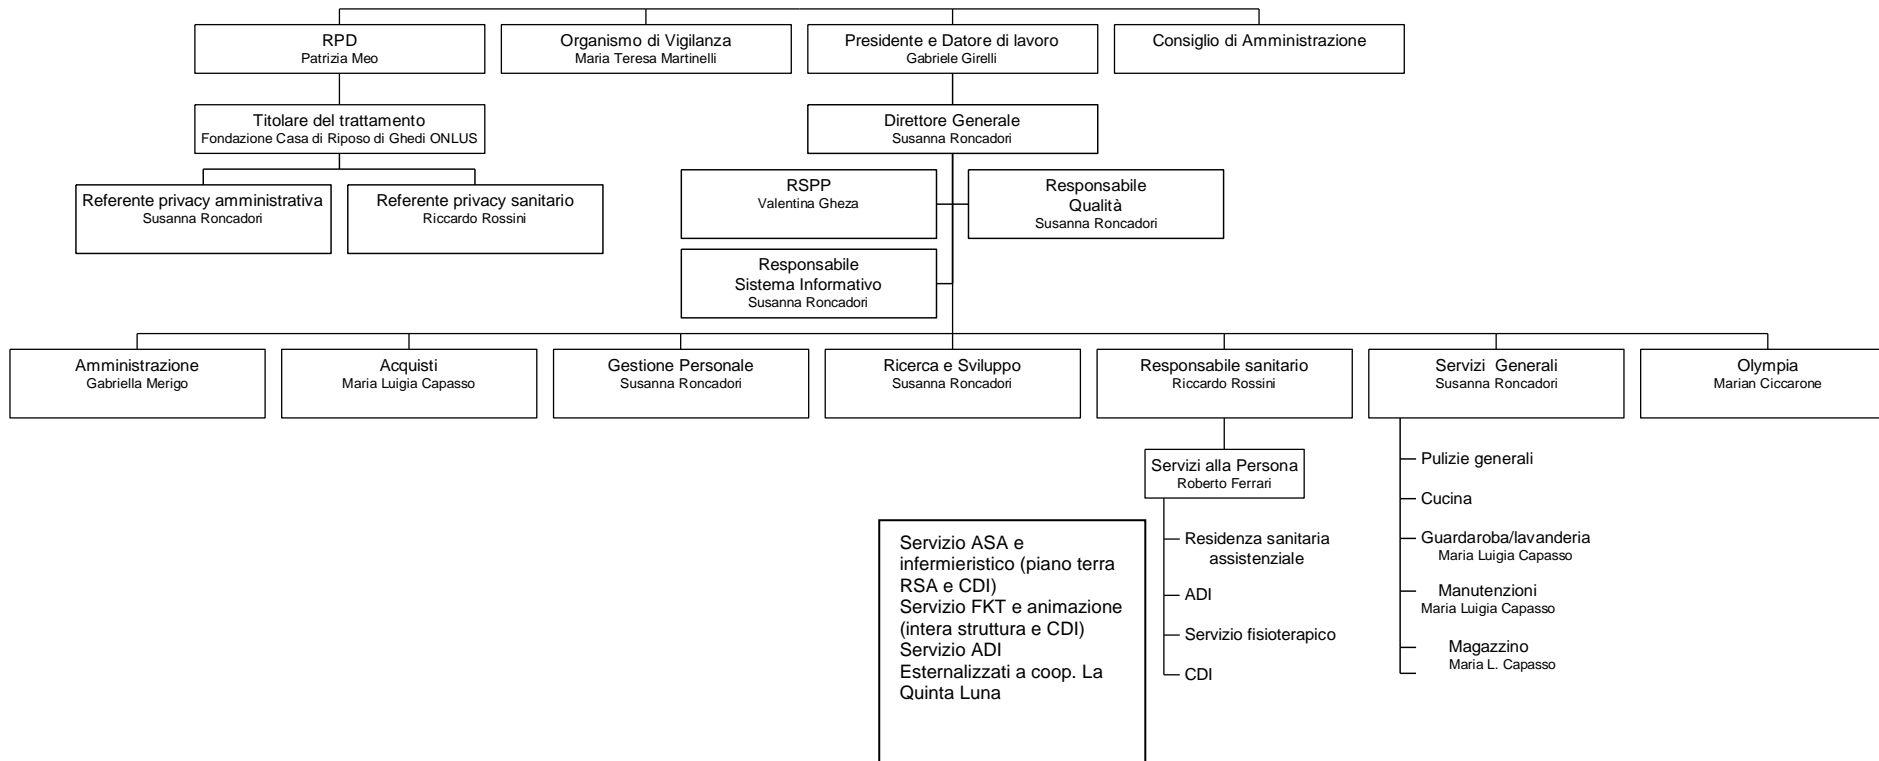 RPD
Patrizia Meo
Organismo di Vigilanza
Maria Teresa Martinelli
Presidente e Datore di lavoro
Gabriele Girelli
Consiglio di Amministrazione
Titolare del trattamento
Fondazione Casa di Riposo di Ghedi ONLUS
Direttore Generale
Susanna Roncadori
Referente privacy amministrativa
Susanna Roncadori
Referente privacy sanitario
Riccardo Rossini
RSPP
Valentina Gheza
Responsabile
Qualità
Susanna Roncadori
Responsabile
Sistema Informativo
Susanna Roncadori
Amministrazione
Gabriella Merigo
Acquisti
Maria Luigia Capasso
Gestione Personale
Susanna Roncadori
Ricerca e Sviluppo
Susanna Roncadori
Responsabile sanitario
Riccardo Rossini
Servizi Generali
Susanna Roncadori
Olympia
Marian Ciccarone
Servizi alla Persona
Roberto Ferrari
Residenza sanitaria
assistenziale
ADI
Servizio fisioterapico
CDI
Pulizie generali
Cucina
Guardaroba/lavanderia
Maria Luigia Capasso
Manutenzioni
Maria Luigia Capasso
Magazzino
Maria L. Capasso
Servizio ASA e
infermieristico (piano terra
RSA e CDI)
Servizio FKT e animazione
(intera struttura e CDI)
Servizio ADI
Esternalizzati a coop. La
Quinta Luna